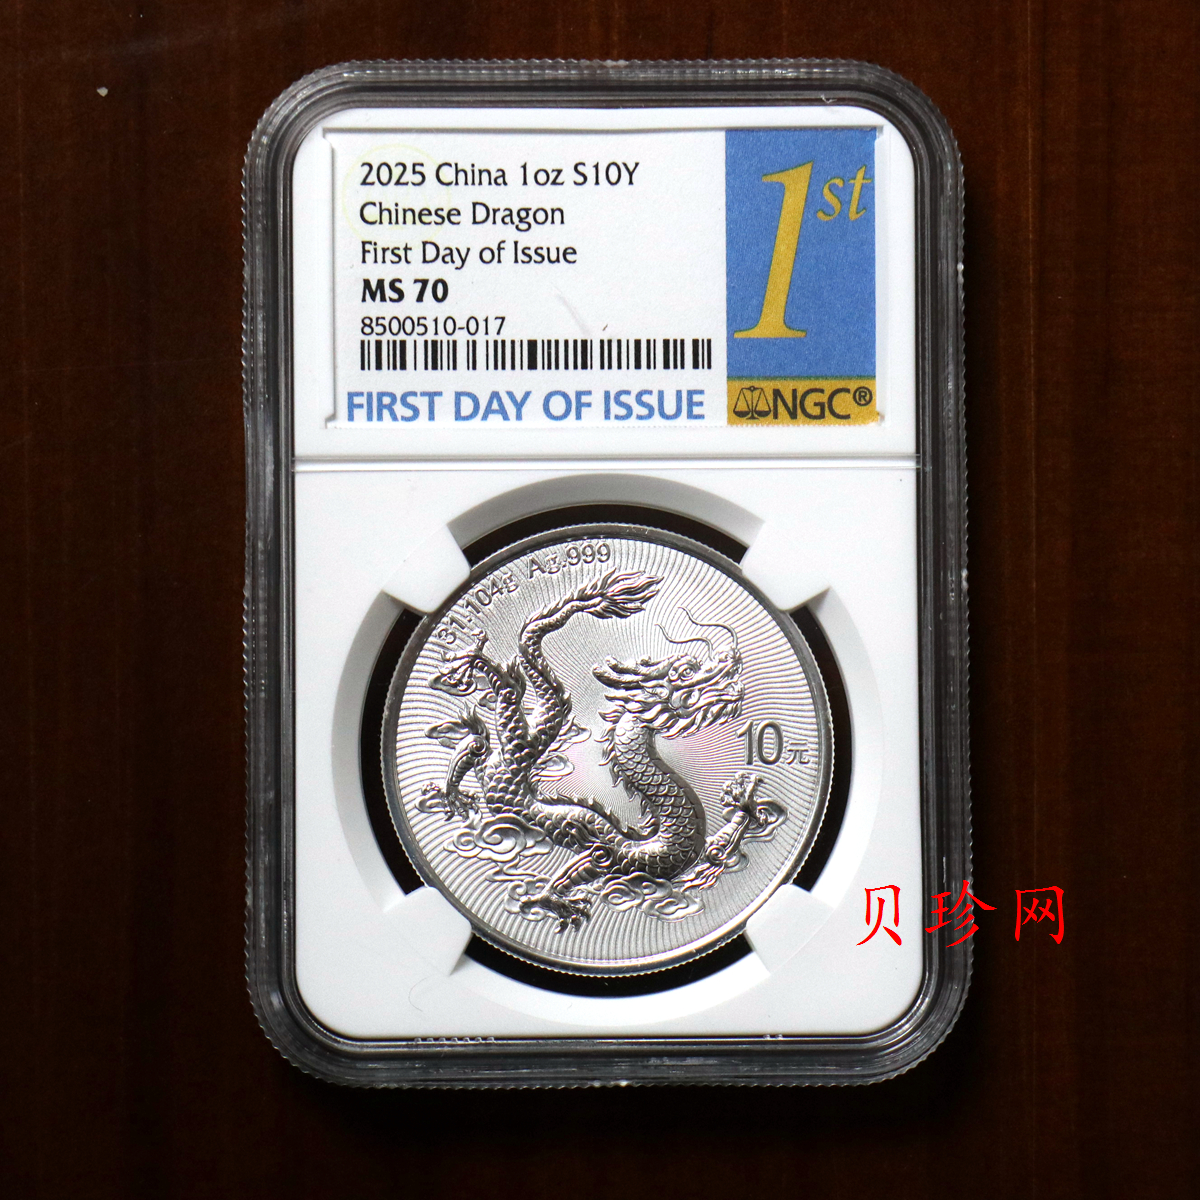 2025 China 1oz S10Y
Chinese Dragon
First Day of Issue
MS 70
8500510-017
FIRST DAY OF ISSUE
1st
NGC®
31.104g Ag.999
10元
贝珍网